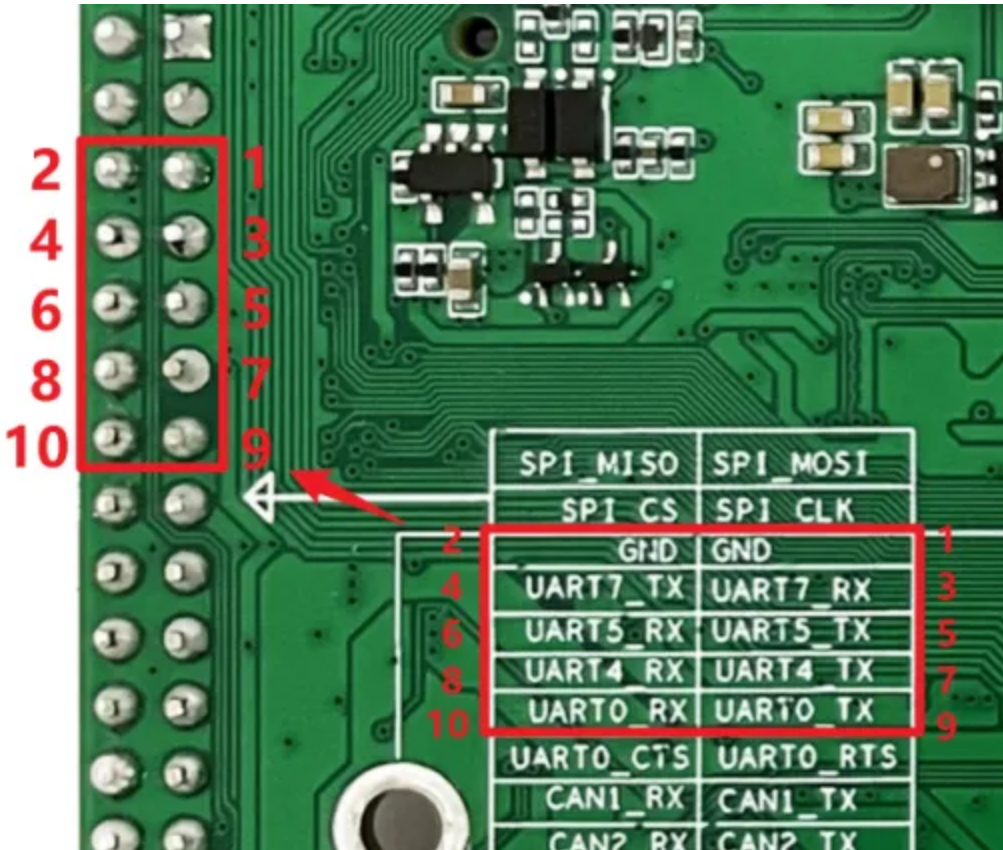 2 1
4 3
6 5
8 7
10 9
SPI_MISO SPI_MOSI
SPI_CS SPI_CLK
2 GND GND 1
4 UART7_TX UART7_RX 3
6 UART5_RX UART5_TX 5
8 UART4_RX UART4_TX 7
10 UART0_RX UART0_TX 9
UART0_CTS UART0_RTS
CAN1_RX CAN1_TX
CAN2_RX CAN2_TX